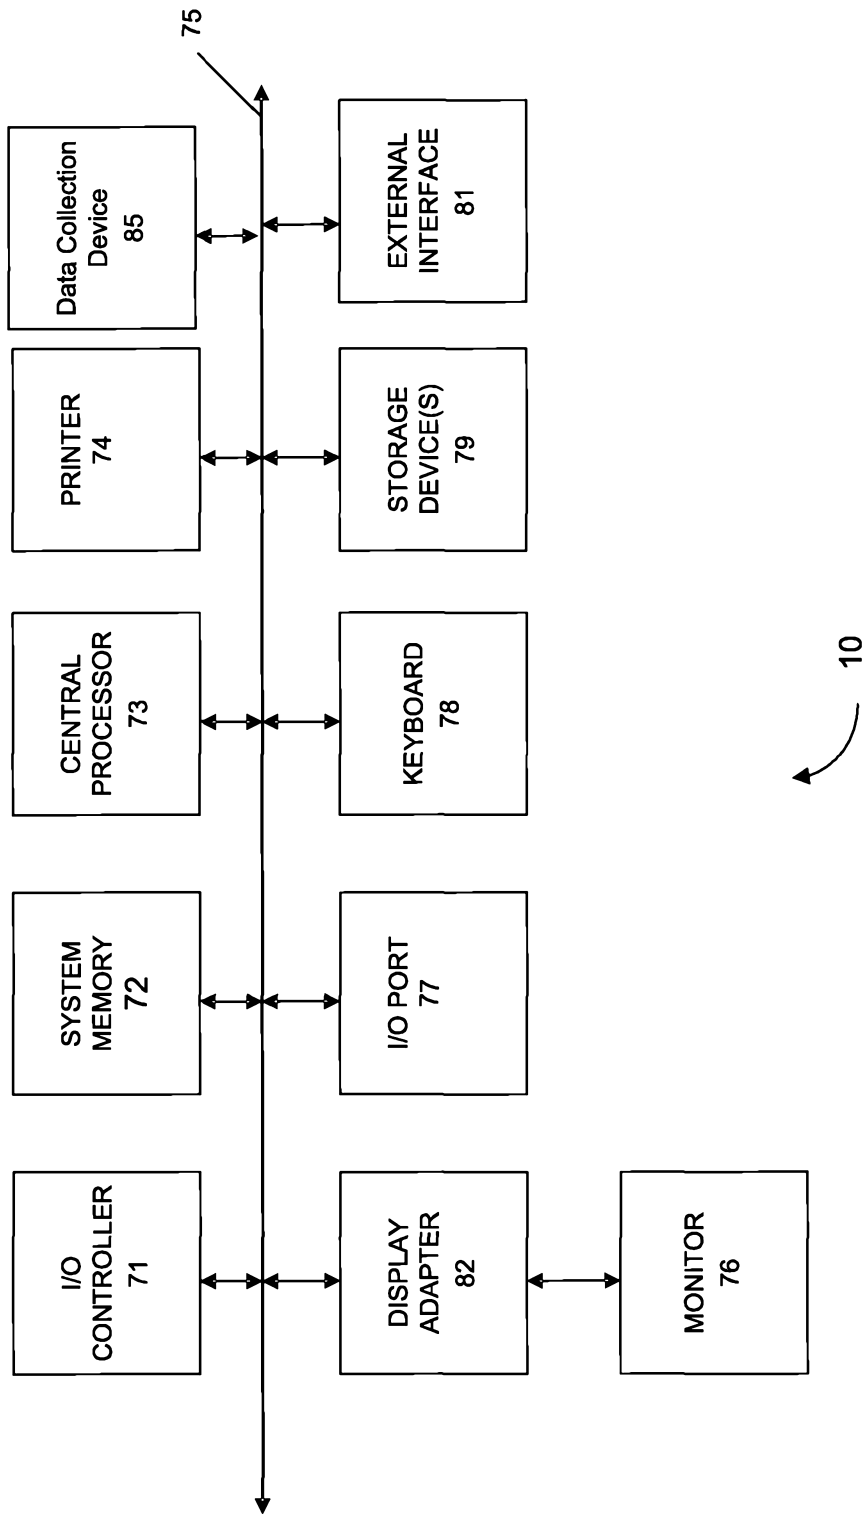 I/O
CONTROLLER
71
SYSTEM
MEMORY
72
CENTRAL
PROCESSOR
73
PRINTER
74
Data Collection
Device
85
75
DISPLAY
ADAPTER
82
I/O PORT
77
KEYBOARD
78
STORAGE
DEVICE(S)
79
EXTERNAL
INTERFACE
81
MONITOR
76
10